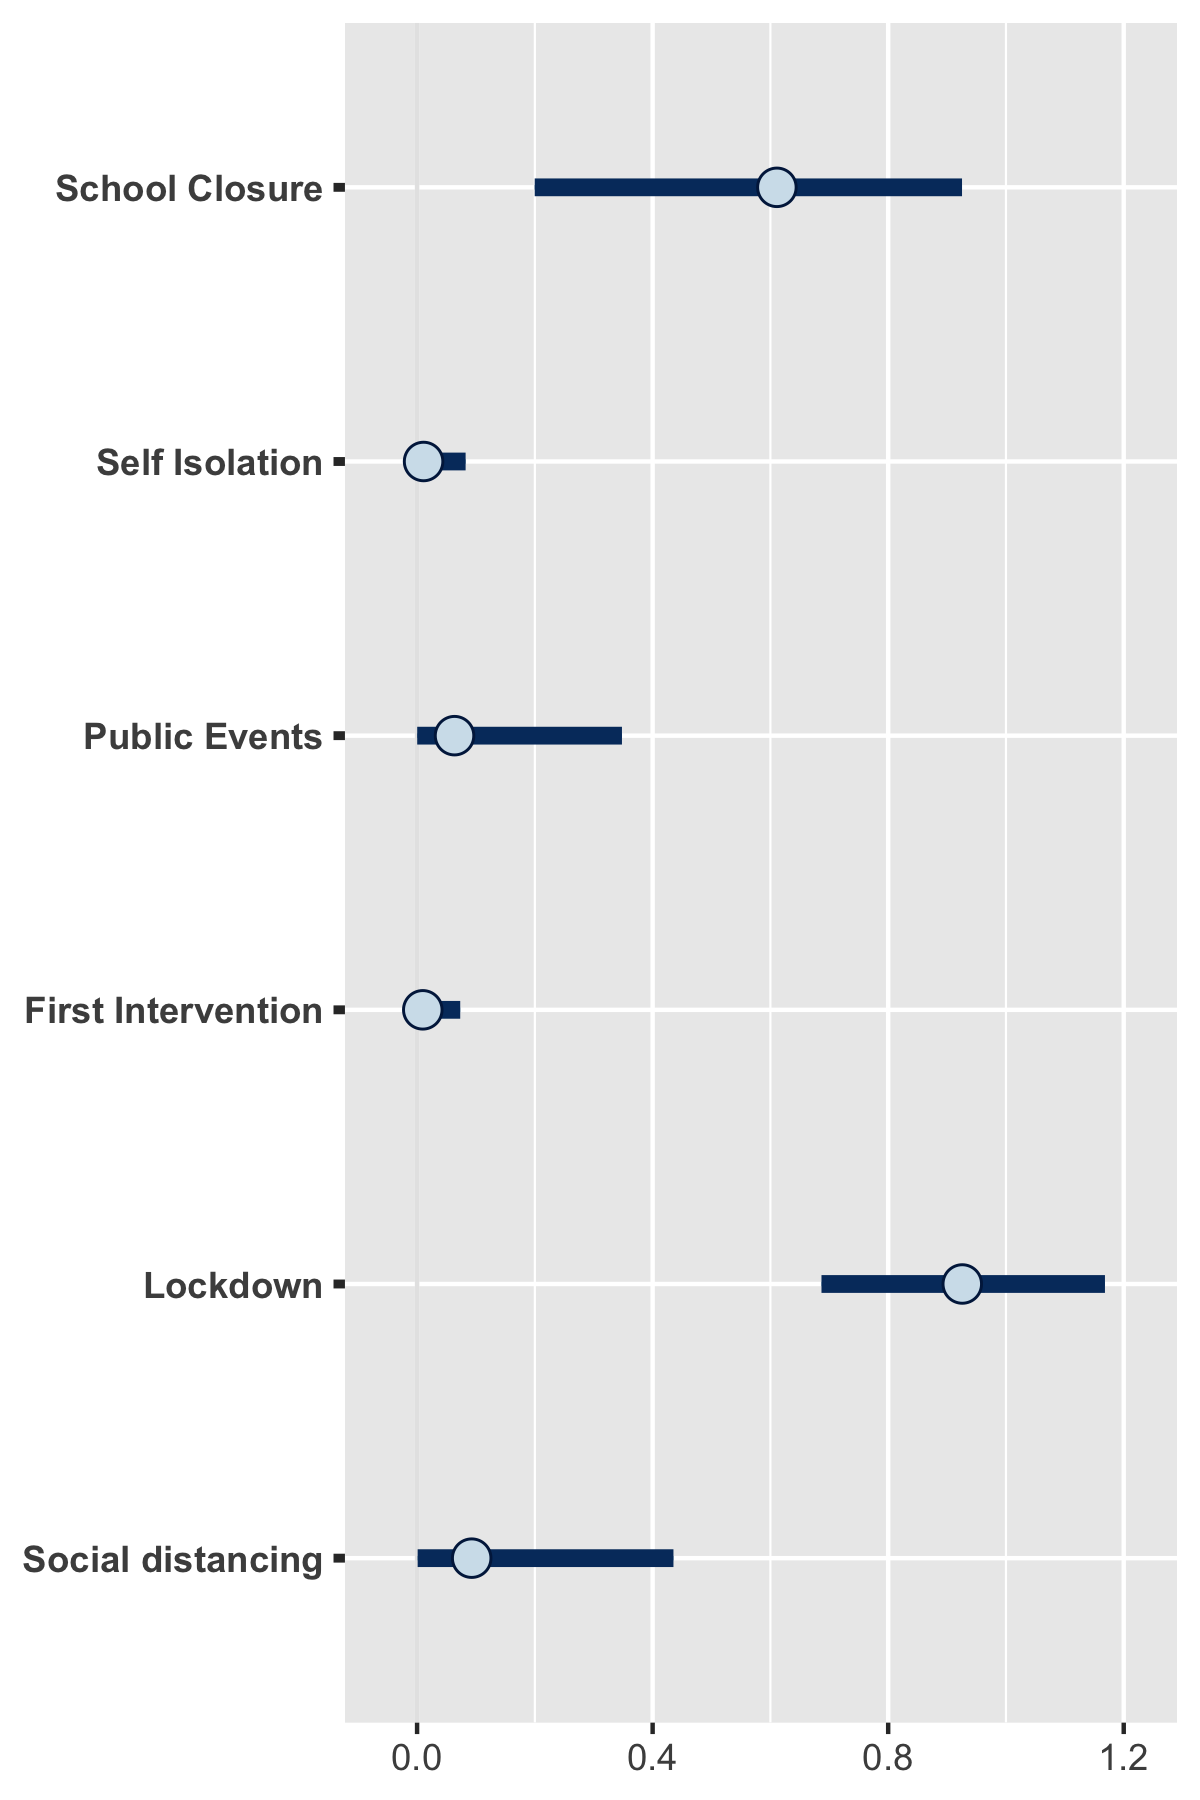 School Closure
Self Isolation
Public Events
First Intervention
Lockdown
Social distancing
0.0 0.4 0.8 1.2